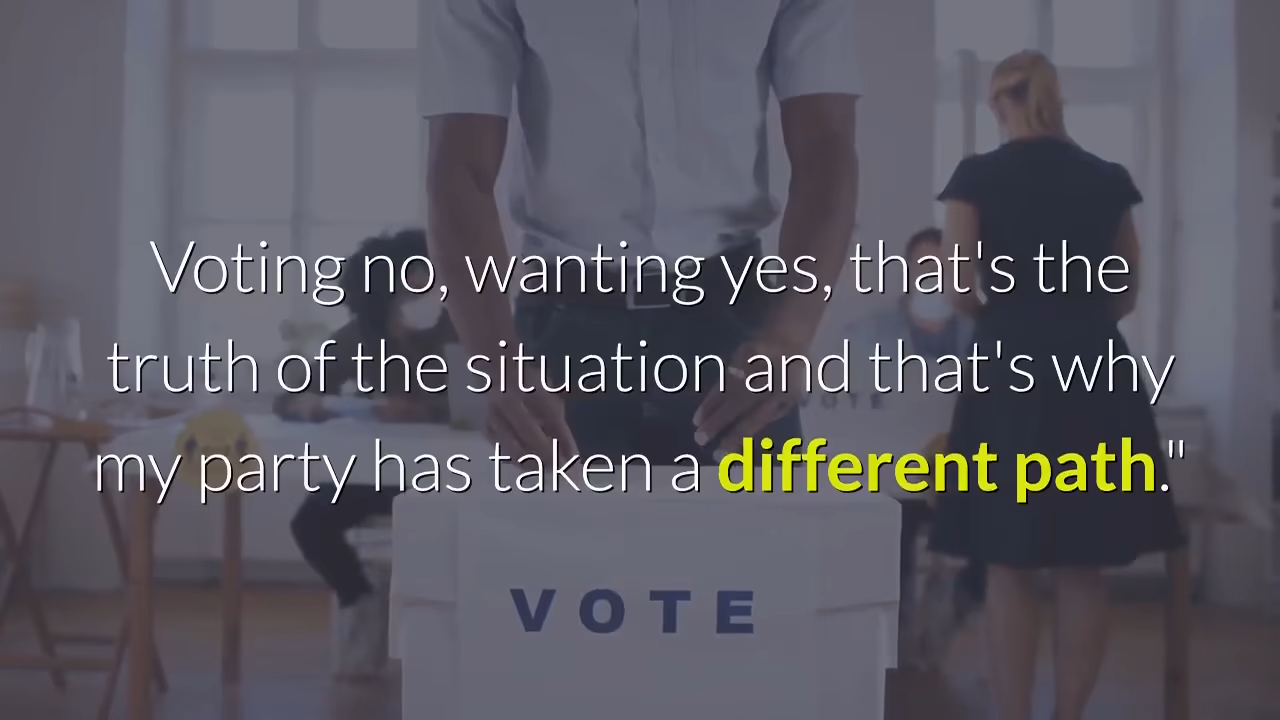 Voting no, wanting yes, that's the
truth of the situation and that's why
my party has taken a different path."
VOTE
VOTE